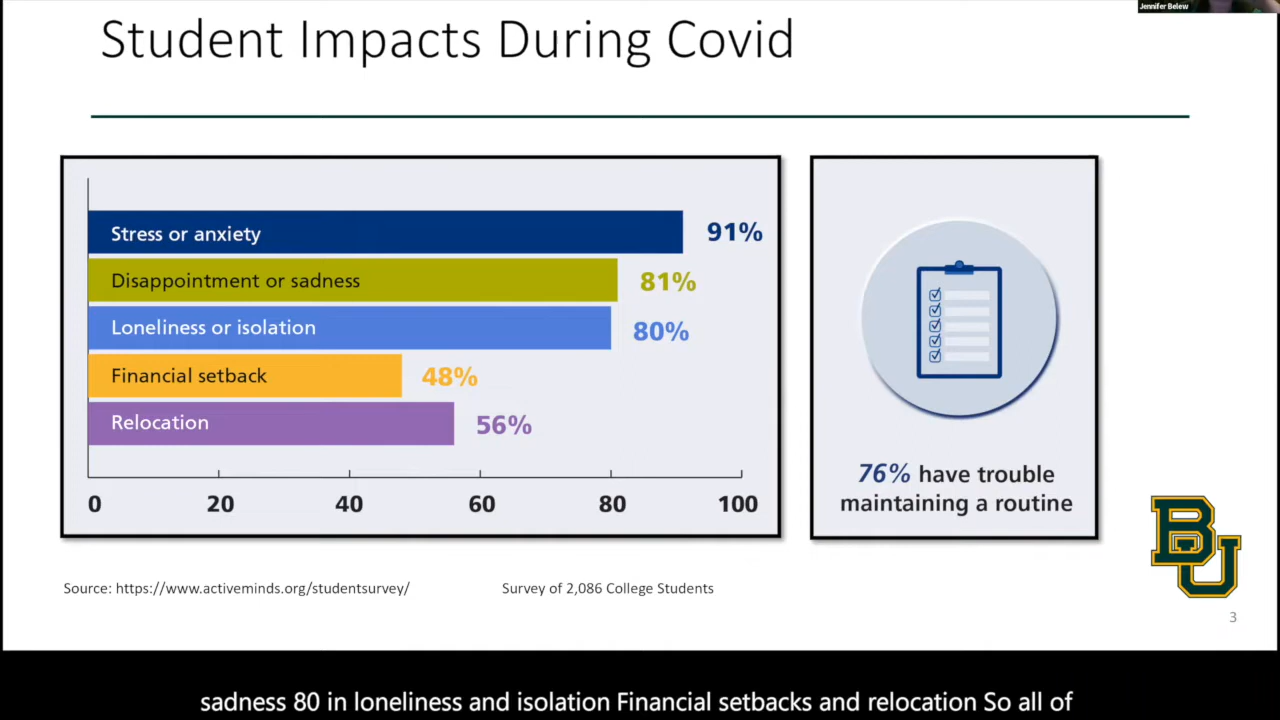 Jennifer Belew
Student Impacts During Covid
Stress or anxiety 91%
Disappointment or sadness 81%
Loneliness or isolation 80%
Financial setback 48%
Relocation 56%
0 20 40 60 80 100
76% have trouble
maintaining a routine
Source: https://www.activeminds.org/studentsurvey/ Survey of 2,086 College Students
BU
3
sadness 80 in loneliness and isolation Financial setbacks and relocation So all of